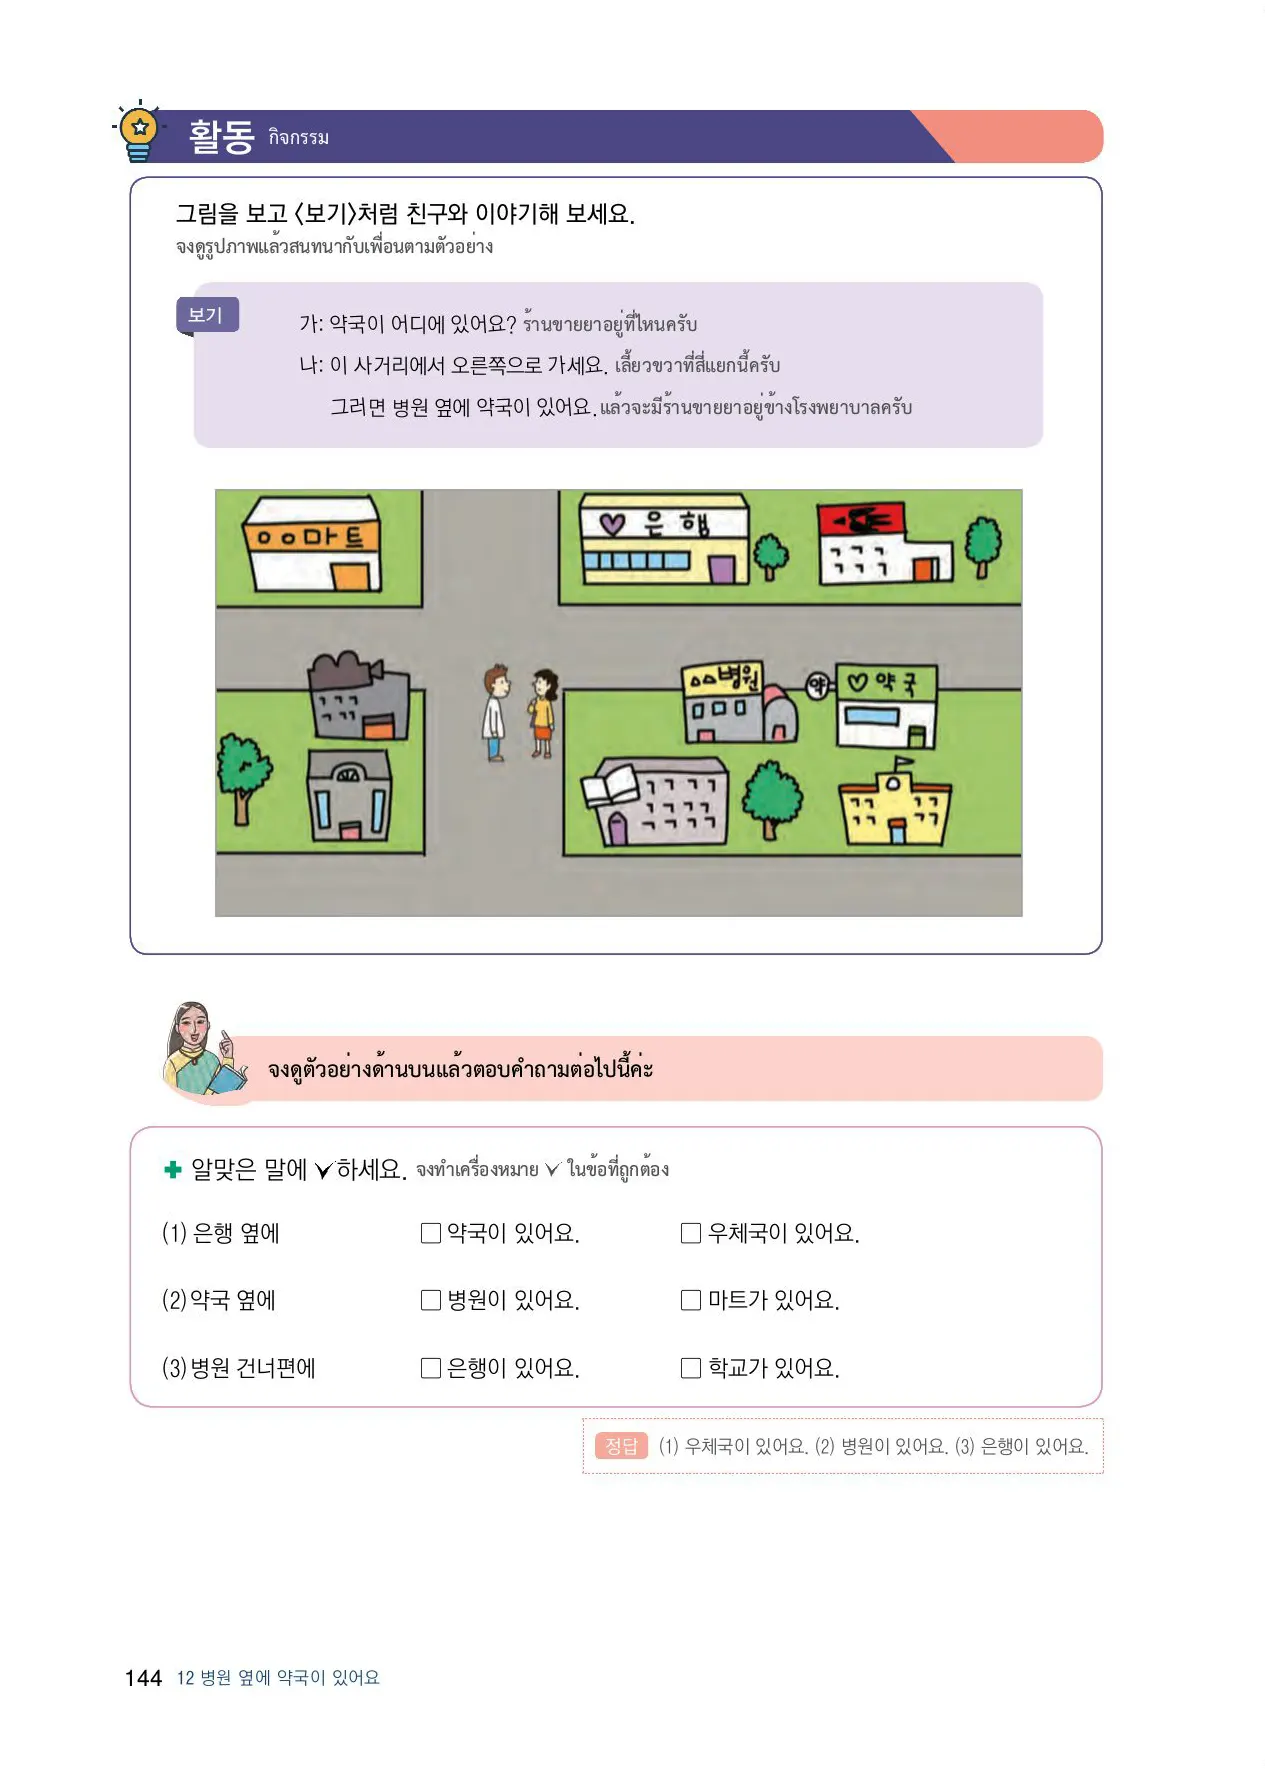 활동 กิจกรรม
그림을 보고 〈보기〉처럼 친구와 이야기해 보세요.
จงดูรูปภาพแล้วสนทนากับเพื่อนตามตัวอย่าง
보기
가: 약국이 어디에 있어요? ร้านขายยาอยู่ที่ไหนครับ
나: 이 사거리에서 오른쪽으로 가세요. เลี้ยวขวาที่สี่แยกนี้ครับ
그러면 병원 옆에 약국이 있어요. แล้วจะมีร้านขายยาอยู่ข้างโรงพยาบาลครับ
ㅇㅇ마트
은행
병원
약
약국
จงดูตัวอย่างด้านบนแล้วตอบคำถามต่อไปนี้ค่ะ
알맞은 말에 ✓하세요. จงทำเครื่องหมาย ✓ ในข้อที่ถูกต้อง
(1) 은행 옆에 □ 약국이 있어요. □ 우체국이 있어요.
(2) 약국 옆에 □ 병원이 있어요. □ 마트가 있어요.
(3) 병원 건너편에 □ 은행이 있어요. □ 학교가 있어요.
정답 (1) 우체국이 있어요. (2) 병원이 있어요. (3) 은행이 있어요.
144 12 병원 옆에 약국이 있어요